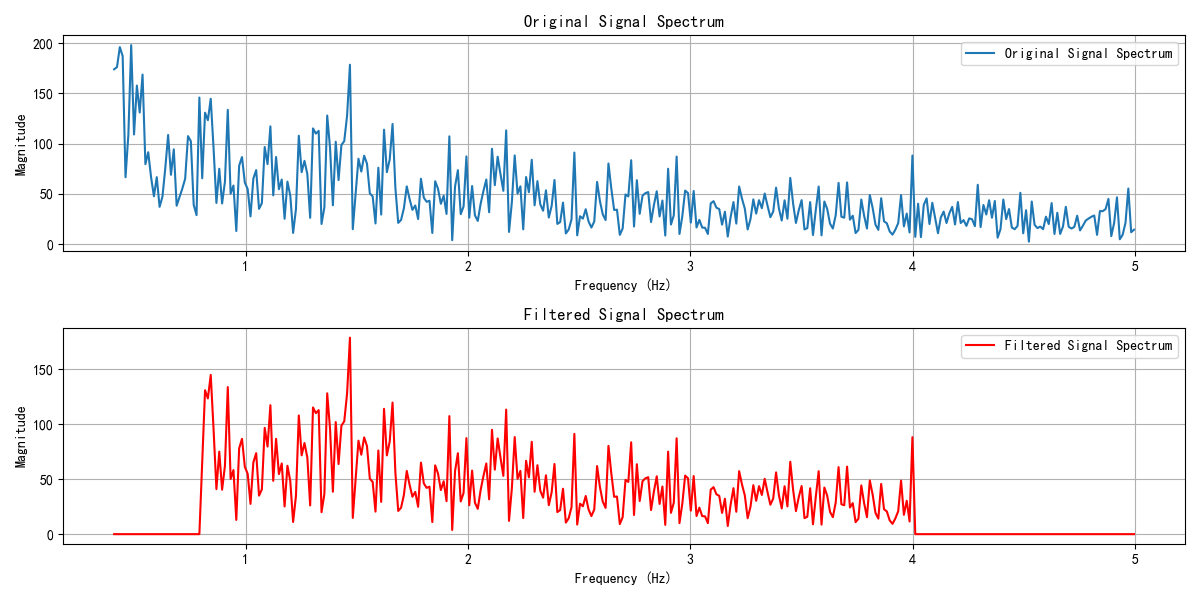 Original Signal Spectrum
Original Signal Spectrum
Magnitude
200
150
100
50
0
1 2 3 4 5
Frequency (Hz)
Filtered Signal Spectrum
Filtered Signal Spectrum
Magnitude
150
100
50
0
1 2 3 4 5
Frequency (Hz)